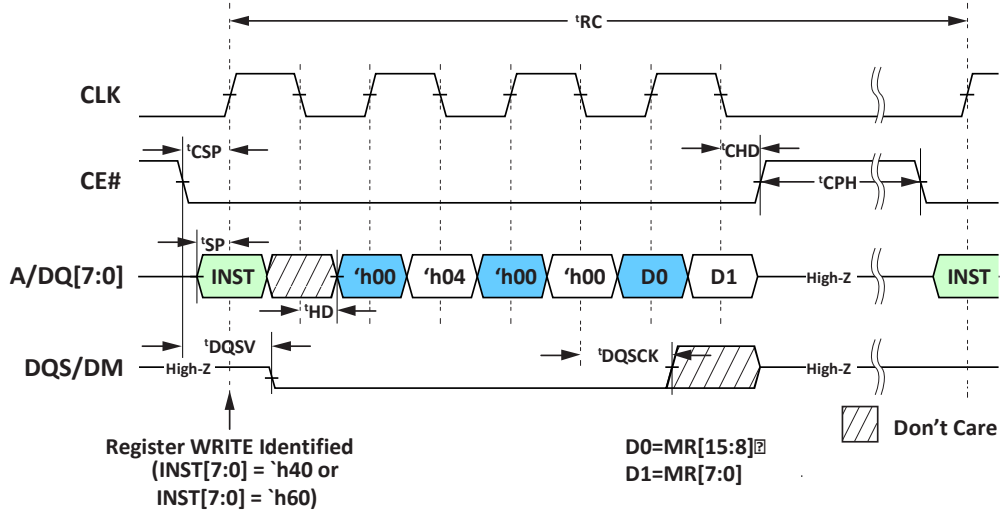 tRC
CLK
tCSP
tCHD
CE#
tCPH
tSP
A/DQ[7:0]
INST
‘h00
‘h04
‘h00
‘h00
D0
D1
High-Z
INST
tHD
tDQSV
tDQSCK
DQS/DM
High-Z
High-Z
Don’t Care
Register WRITE Identified
(INST[7:0] = `h40 or
INST[7:0] = `h60)
D0=MR[15:8]
D1=MR[7:0]